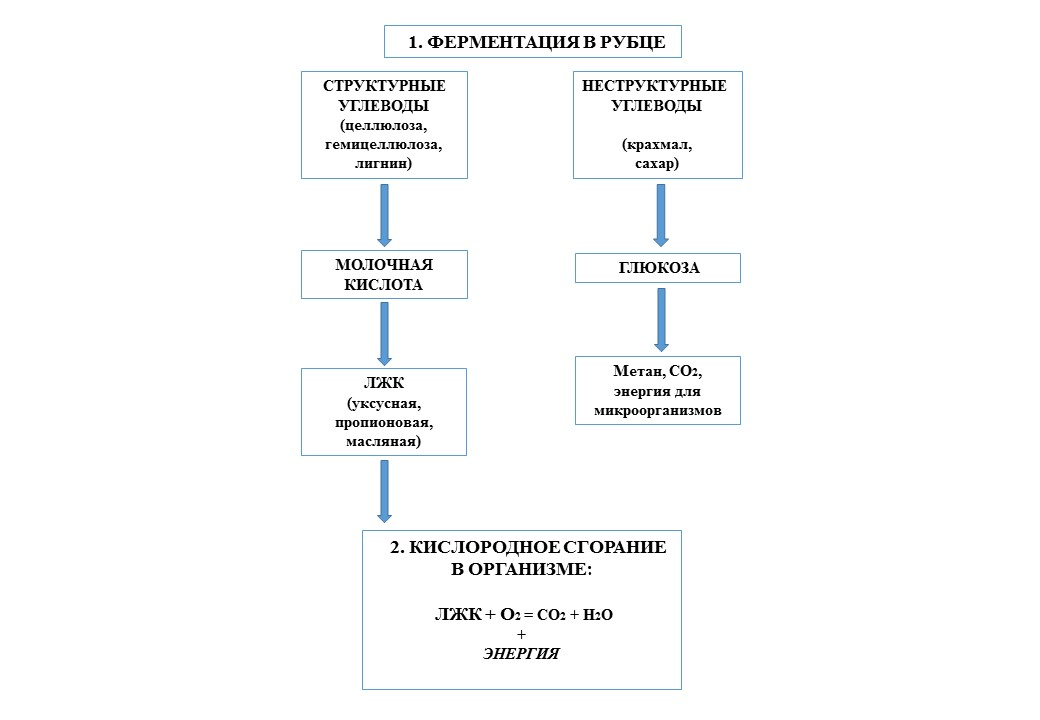 1. ФЕРМЕНТАЦИЯ В РУБЦЕ
СТРУКТУРНЫЕ
УГЛЕВОДЫ
(целлюлоза,
гемицеллюлоза,
лигнин)
НЕСТРУКТУРНЫЕ
УГЛЕВОДЫ
(крахмал,
сахар)
МОЛОЧНАЯ
КИСЛОТА
ГЛЮКОЗА
ЛЖК
(уксусная,
пропионовая,
масляная)
Метан, СО₂,
энергия для
микроорганизмов
2. КИСЛОРОДНОЕ СГОРАНИЕ
В ОРГАНИЗМЕ:
ЛЖК + О₂ = СО₂ + Н₂О
+
ЭНЕРГИЯ